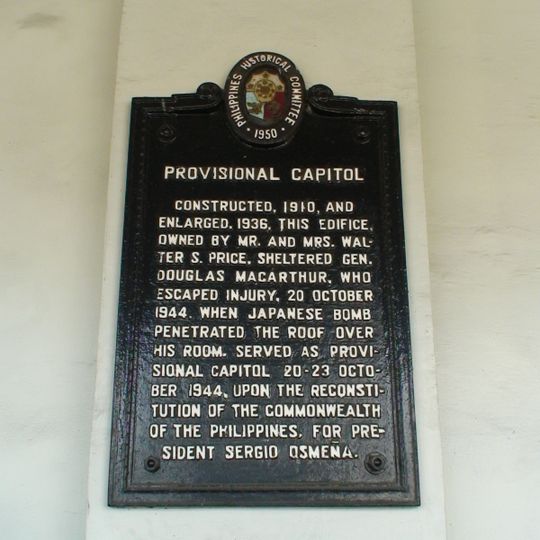 PHILIPPINES HISTORICAL COMMITTEE
• 1950 •
PROVISIONAL CAPITOL
CONSTRUCTED, 1910, AND
ENLARGED, 1936, THIS EDIFICE,
OWNED BY MR. AND MRS. WAL-
TER S. PRICE, SHELTERED GEN.
DOUGLAS MACARTHUR, WHO
ESCAPED INJURY, 20 OCTOBER
1944, WHEN JAPANESE BOMB
PENETRATED THE ROOF OVER
HIS ROOM. SERVED AS PROVI-
SIONAL CAPITOL 20-23 OCTO-
BER 1944, UPON THE RECONSTI-
TUTION OF THE COMMONWEALTH
OF THE PHILIPPINES, FOR PRE-
SIDENT SERGIO OSMEÑA.